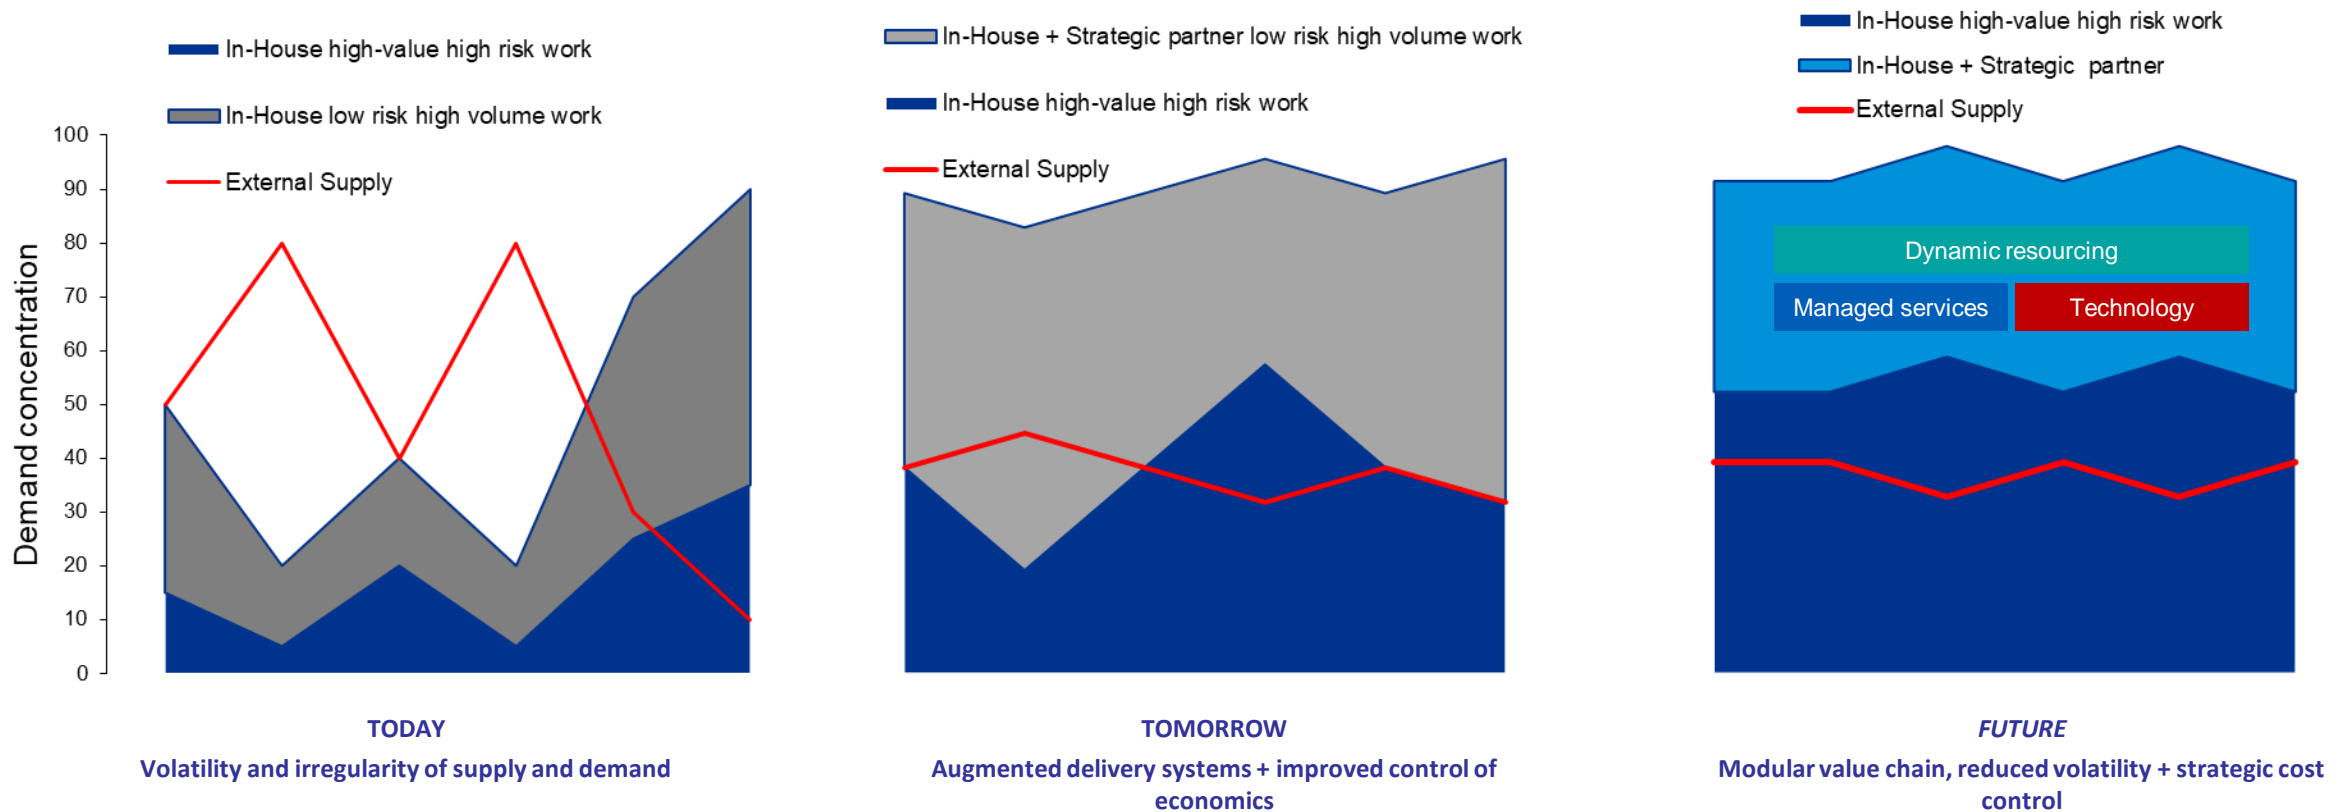 In-House high-value high risk work
In-House low risk high volume work
External Supply
100
90
80
70
60
50
40
30
20
10
0
Demand concentration
TODAY
Volatility and irregularity of supply and demand
In-House + Strategic partner low risk high volume work
In-House high-value high risk work
External Supply
TOMORROW
Augmented delivery systems + improved control of
economics
In-House high-value high risk work
In-House + Strategic partner
External Supply
Dynamic resourcing
Managed services
Technology
FUTURE
Modular value chain, reduced volatility + strategic cost
control